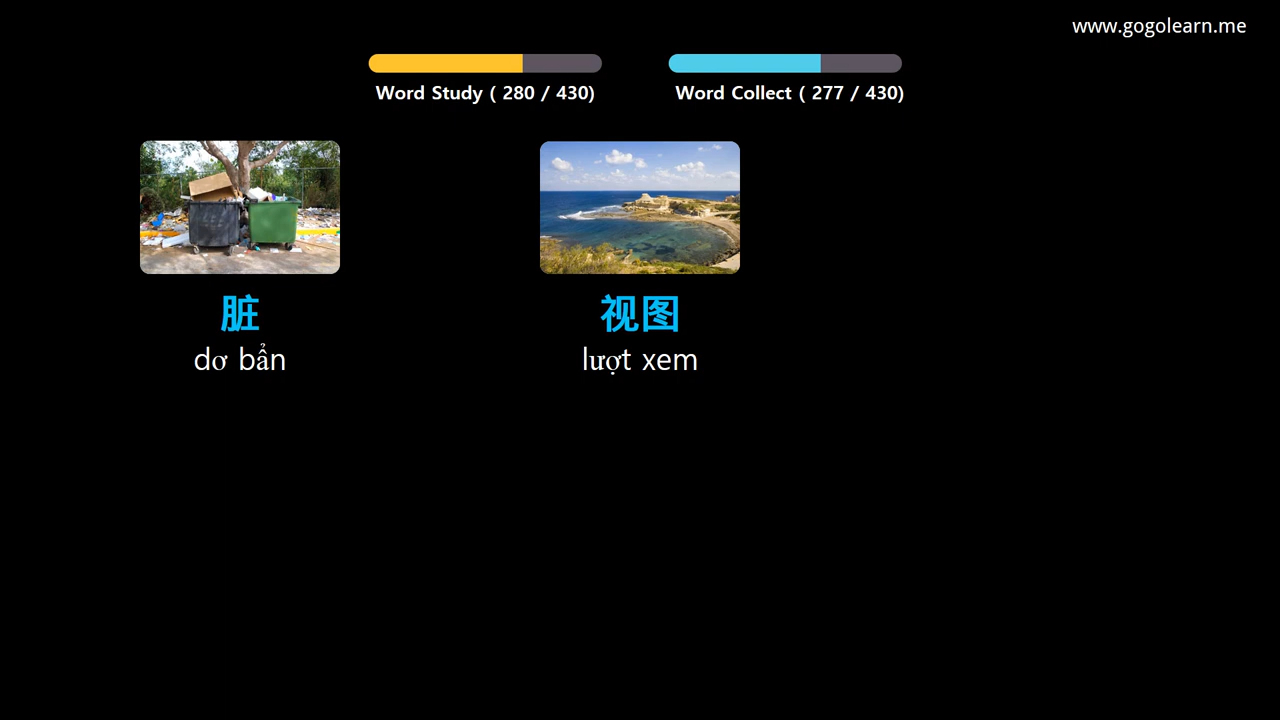 www.gogolearn.me
Word Study ( 280 / 430)
Word Collect ( 277 / 430)
脏
dơ bẩn
视图
lượt xem